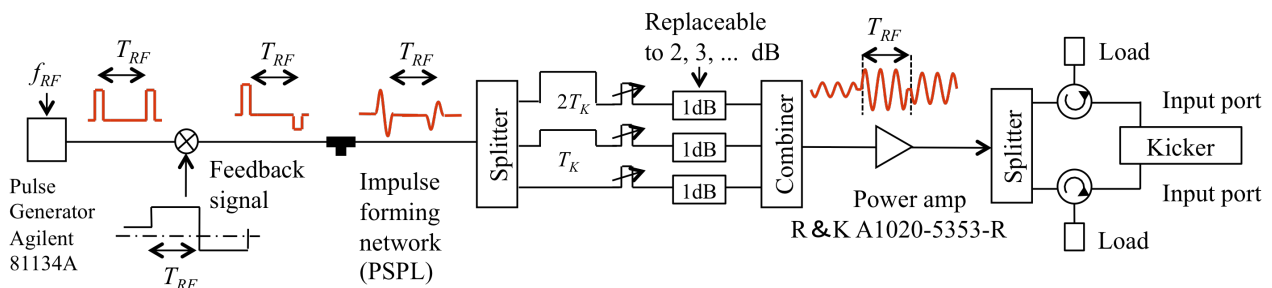 f_RF
T_RF
T_RF
T_RF
Replaceable
to 2, 3, ... dB
T_RF
Load
Input port
Splitter
2T_K
1dB
T_K
1dB
1dB
Combiner
Splitter
Kicker
Input port
Load
Pulse
Generator
Agilent
81134A
Feedback
signal
T_RF
Impulse
forming
network
(PSPL)
Power amp
R&K A1020-5353-R